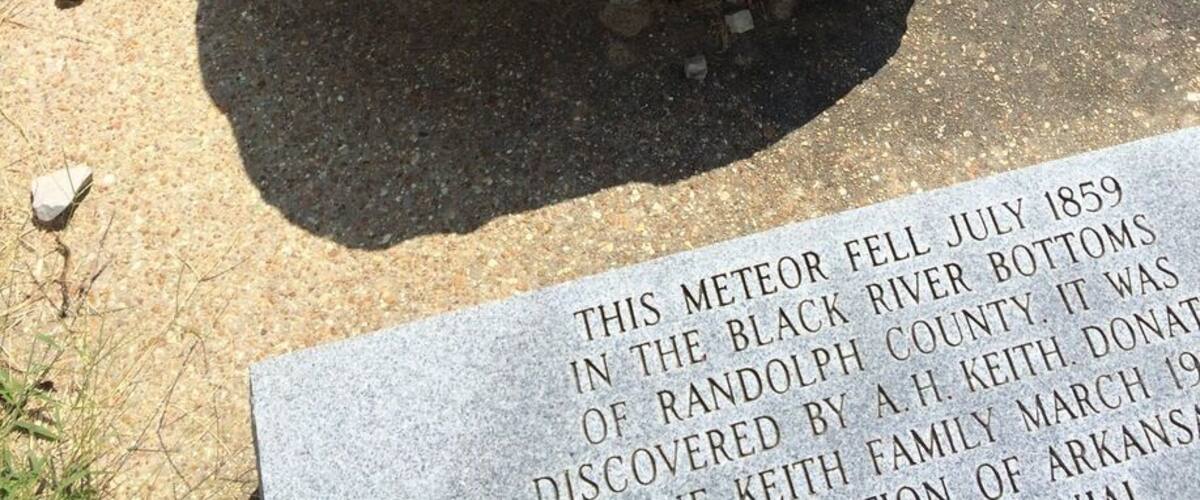 THIS METEOR FELL JULY 1859
IN THE BLACK RIVER BOTTOMS
OF RANDOLPH COUNTY. IT WAS
DISCOVERED BY A. H. KEITH. DONAT
KEITH FAMILY MARCH 19
OF ARKANSA